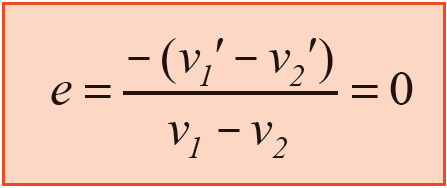 e = -(v₁′ - v₂′) / (v₁ - v₂) = 0